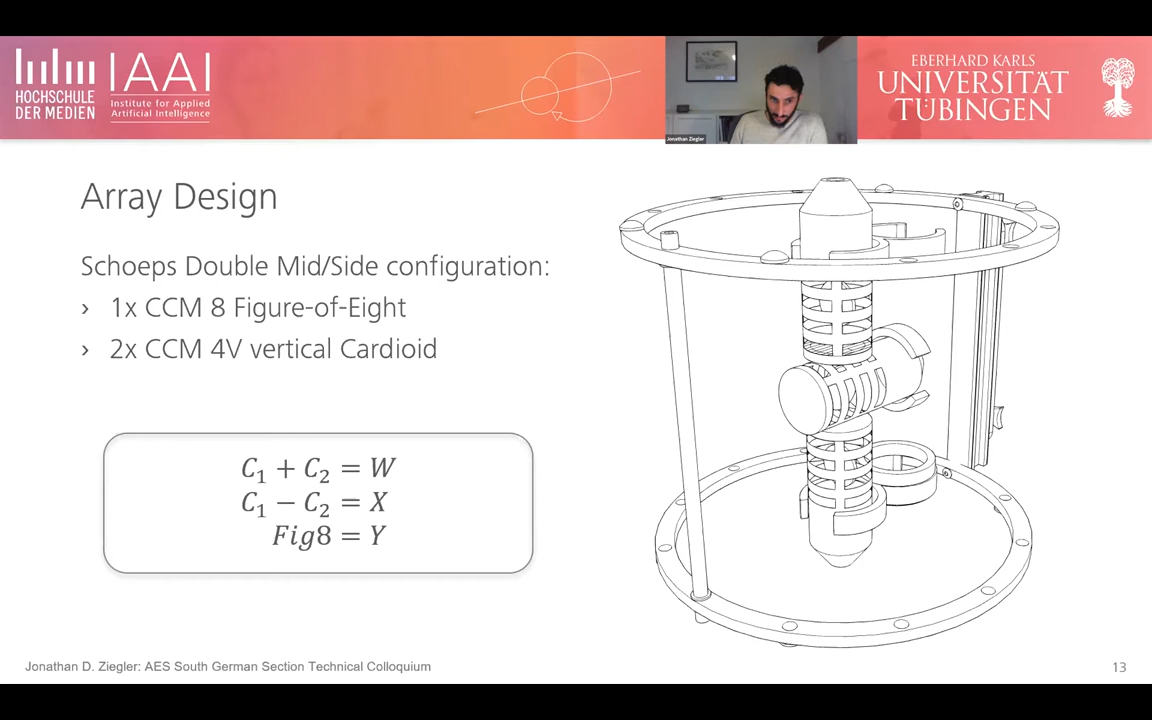 HOCHSCHULE
DER MEDIEN
IAAI
Institute for Applied
Artificial Intelligence
Jonathan Ziegler
EBERHARD KARLS
UNIVERSITÄT
TÜBINGEN
Array Design
Schoeps Double Mid/Side configuration:
› 1x CCM 8 Figure-of-Eight
› 2x CCM 4V vertical Cardioid
C₁ + C₂ = W
C₁ − C₂ = X
Fig8 = Y
Jonathan D. Ziegler: AES South German Section Technical Colloquium
13